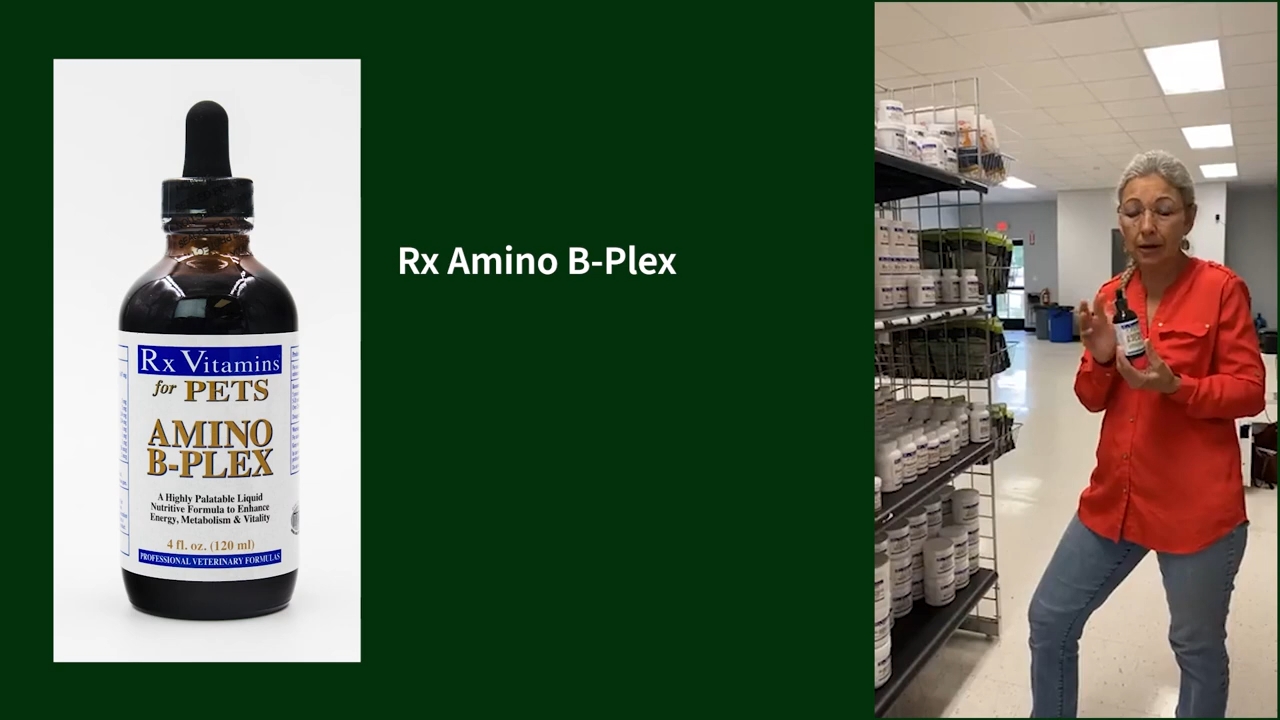 Rx Vitamins
for PETS
AMINO
B-PLEX
A Highly Palatable Liquid
Nutritive Formula to Enhance
Energy, Metabolism & Vitality
4 fl. oz. (120 ml)
PROFESSIONAL VETERINARY FORMULAS
Rx Amino B-Plex